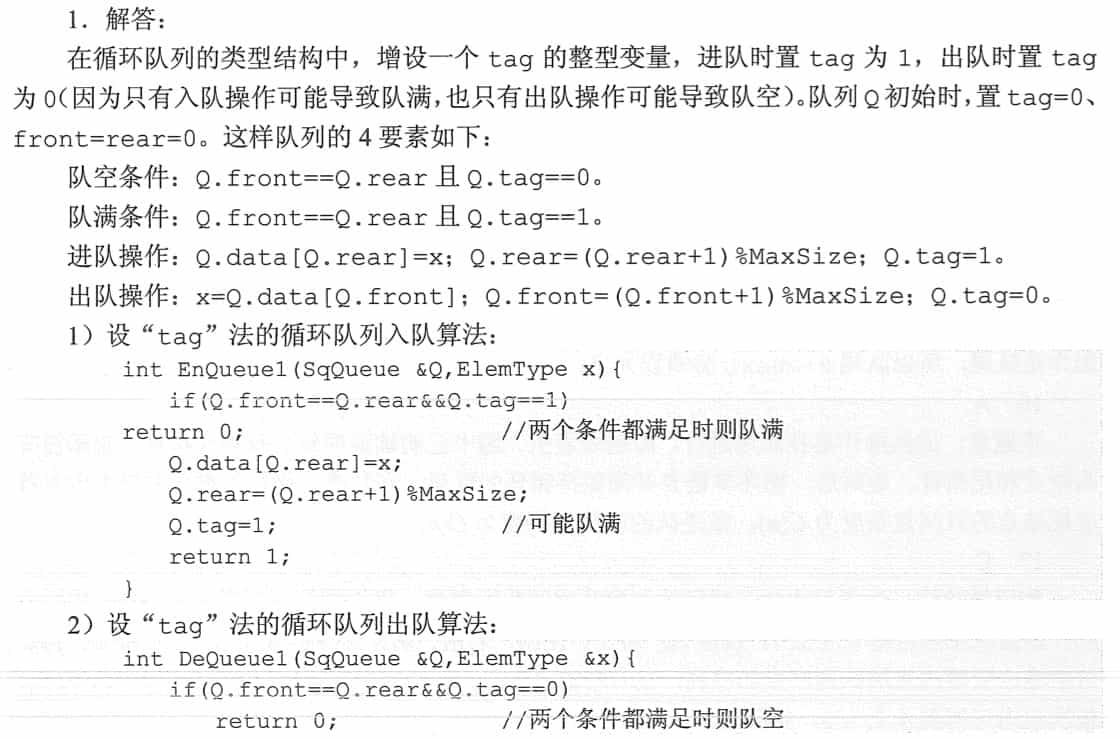 1. 解答：
在循环队列的类型结构中，增设一个 tag 的整型变量，进队时置 tag 为 1，出队时置 tag
为 0（因为只有入队操作可能导致队满，也只有出队操作可能导致队空）。队列 Q 初始时，置 tag=0、
front=rear=0。这样队列的 4 要素如下：
队空条件：Q.front==Q.rear 且 Q.tag==0。
队满条件：Q.front==Q.rear 且 Q.tag==1。
进队操作：Q.data[Q.rear]=x；Q.rear=(Q.rear+1)%MaxSize；Q.tag=1。
出队操作：x=Q.data[Q.front]；Q.front=(Q.front+1)%MaxSize；Q.tag=0。
1）设“tag”法的循环队列入队算法：
int EnQueue1(SqQueue &Q,ElemType x){
if(Q.front==Q.rear&&Q.tag==1)
return 0; //两个条件都满足时则队满
Q.data[Q.rear]=x;
Q.rear=(Q.rear+1)%MaxSize;
Q.tag=1; //可能队满
return 1;
}
2）设“tag”法的循环队列出队算法：
int DeQueue1(SqQueue &Q,ElemType &x){
if(Q.front==Q.rear&&Q.tag==0)
return 0; //两个条件都满足时则队空